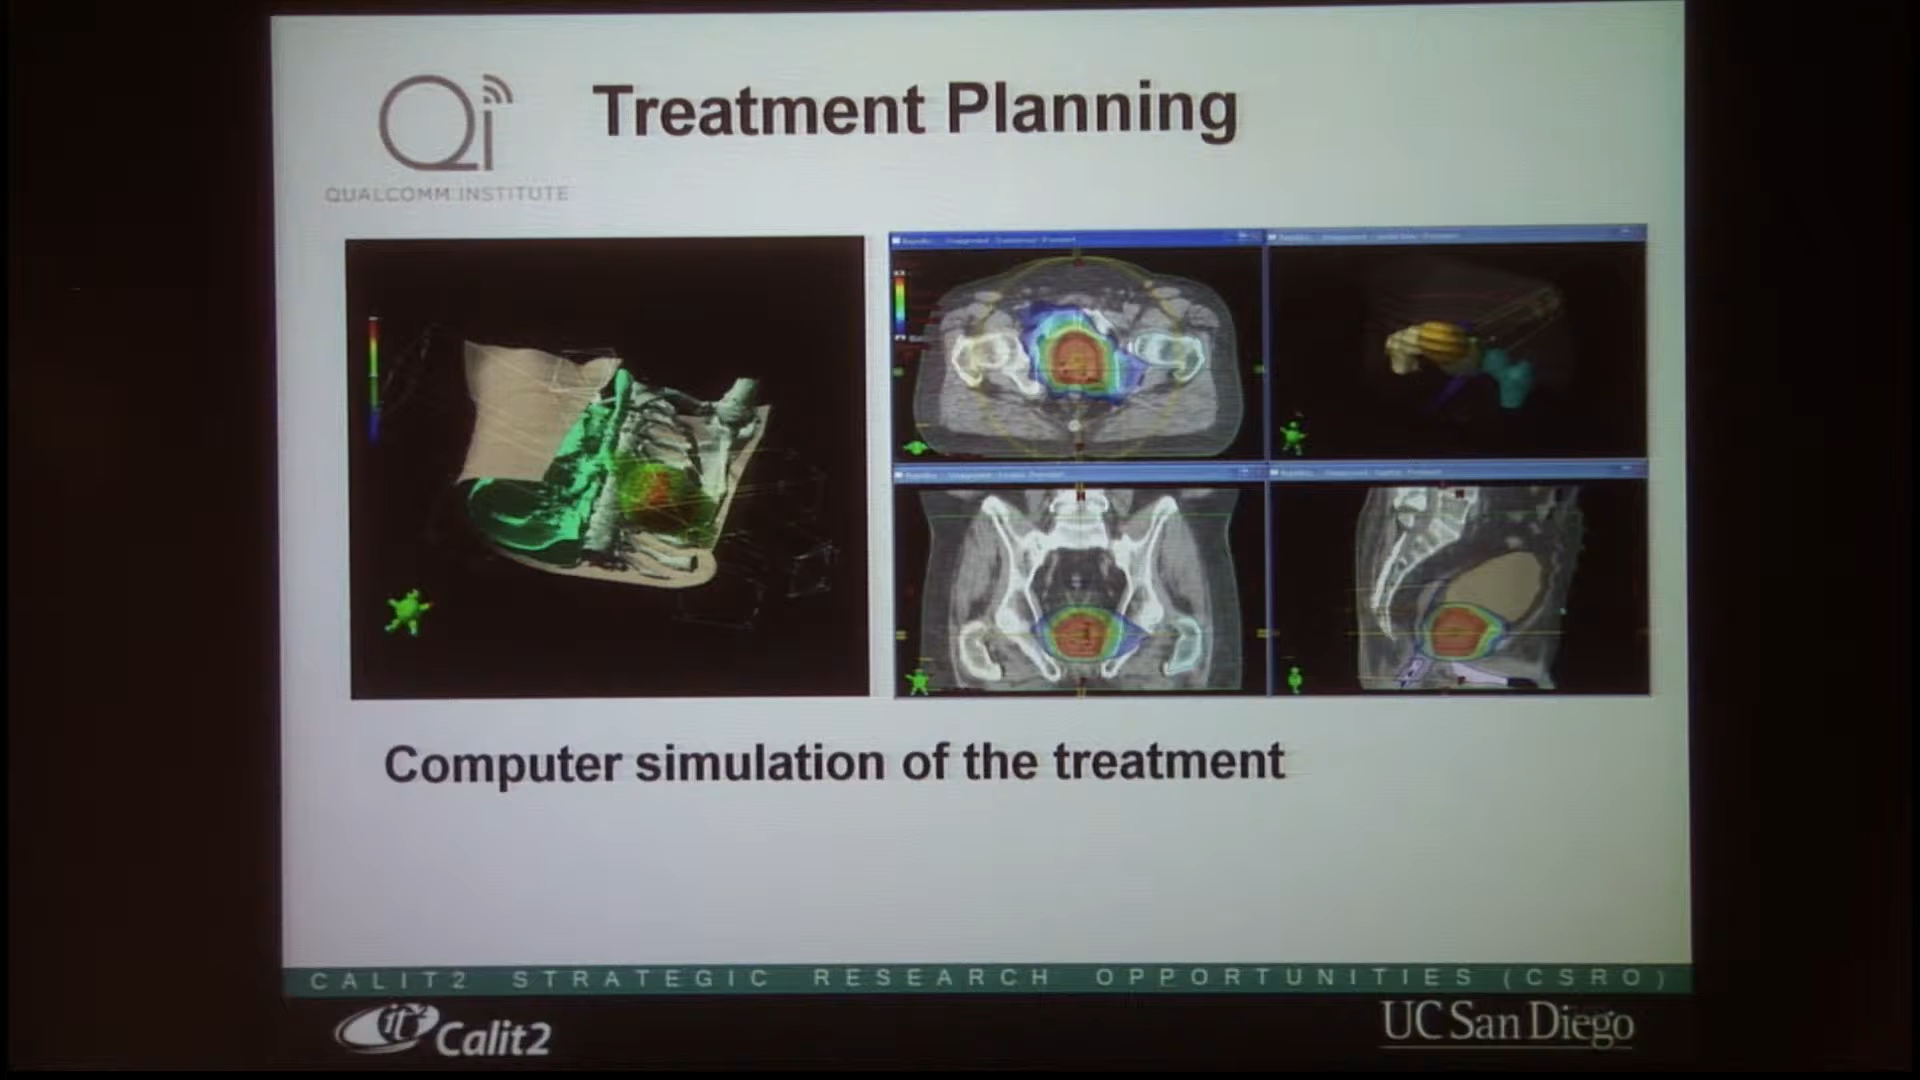 Qi
QUALCOMM INSTITUTE
Treatment Planning
Computer simulation of the treatment
CALIT2 STRATEGIC RESEARCH OPPORTUNITIES (CSRO)
it2 Calit2
UC San Diego